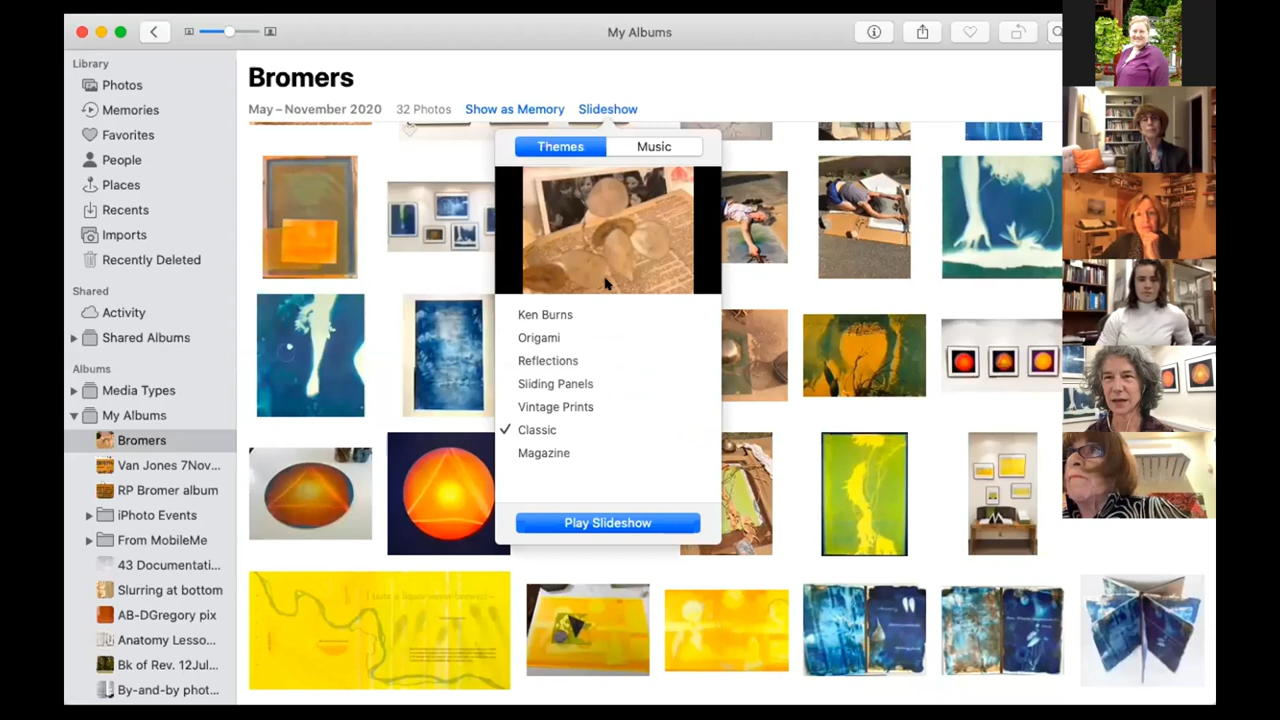 My Albums
Library
Photos
Memories
Favorites
People
Places
Recents
Imports
Recently Deleted
Shared
Activity
Shared Albums
Albums
Media Types
My Albums
Bromers
Van Jones 7Nov...
RP Bromer album
iPhoto Events
From MobileMe
43 Documentati...
Slurring at bottom
AB-DGregory pix
Anatomy Lesso...
Bk of Rev. 12Jul...
By-and-by phot...
Bromers
May – November 2020 32 Photos Show as Memory Slideshow
Themes Music
Ken Burns
Origami
Reflections
Sliding Panels
Vintage Prints
Classic
Magazine
Play Slideshow